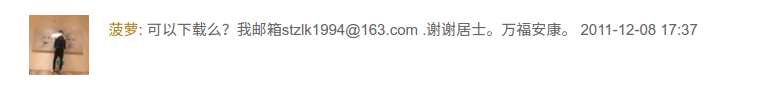 菠萝: 可以下载么？我邮箱stzlk1994@163.com .谢谢居士。万福安康。 2011-12-08 17:37